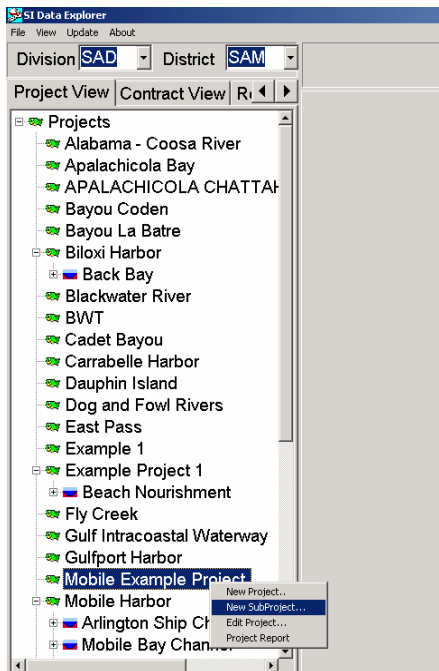 SI Data Explorer
File View Update About
Division SAD District SAM
Project View Contract View
Projects
Alabama - Coosa River
Apalachicola Bay
APALACHICOLA CHATTAH
Bayou Coden
Bayou La Batre
Biloxi Harbor
Back Bay
Blackwater River
BWT
Cadet Bayou
Carrabelle Harbor
Dauphin Island
Dog and Fowl Rivers
East Pass
Example 1
Example Project 1
Beach Nourishment
Fly Creek
Gulf Intracoastal Waterway
Gulfport Harbor
Mobile Example Project
New Project..
Mobile Harbor
New SubProject...
Edit Project...
Arlington Ship Ch
Project Report
Mobile Bay Chann